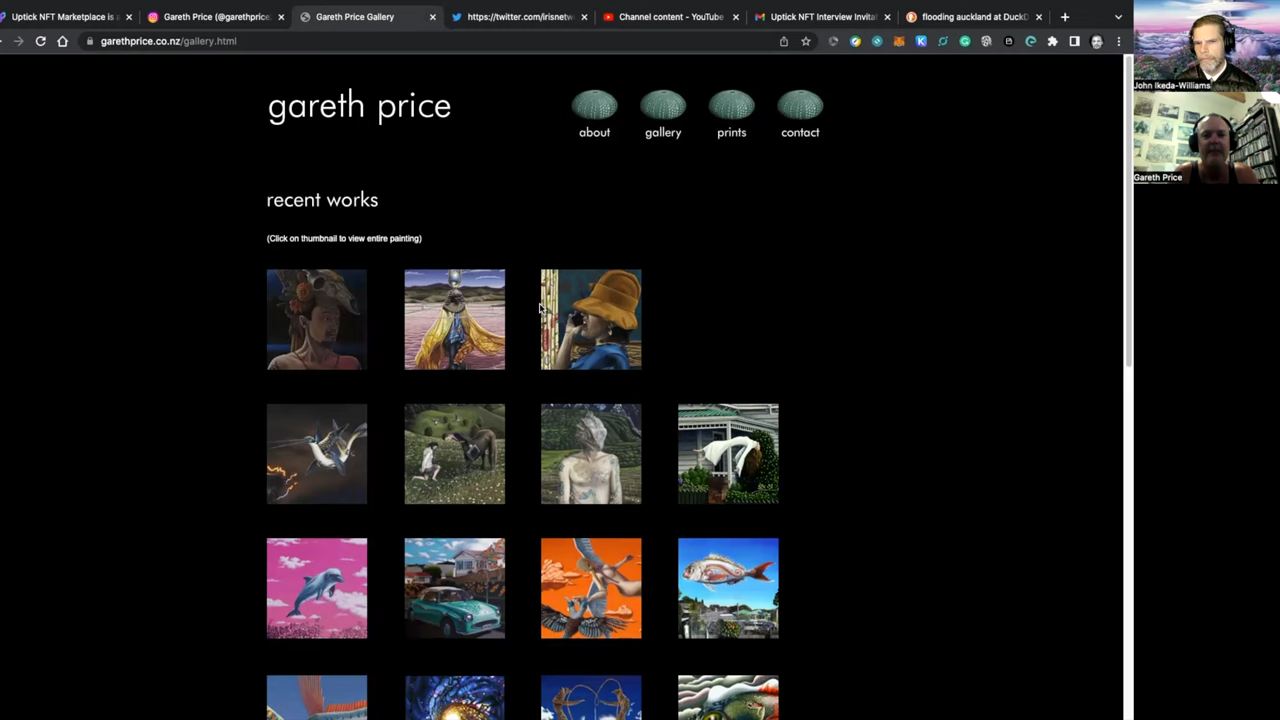 Uptick NFT Marketplace is a
Gareth Price (@garethprice.
Gareth Price Gallery
https://twitter.com/irisnetw
Channel content - YouTube
Uptick NFT Interview Invitat
flooding auckland at DuckD
garethprice.co.nz/gallery.html
John Ikeda-Williams
Gareth Price
gareth price
about
gallery
prints
contact
recent works
(Click on thumbnail to view entire painting)